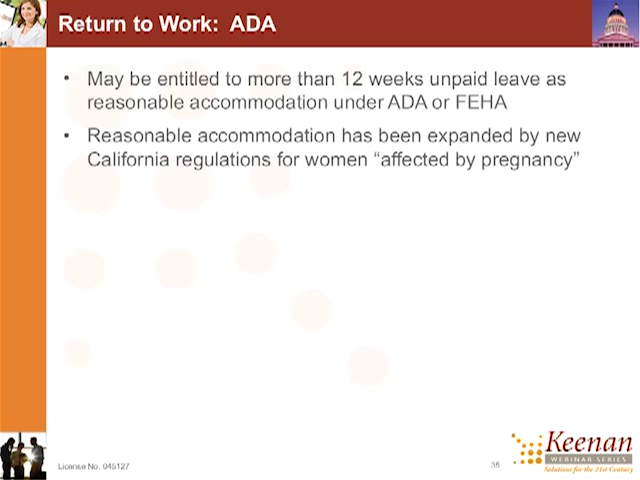 Return to Work:  ADA
• May be entitled to more than 12 weeks unpaid leave as
reasonable accommodation under ADA or FEHA
• Reasonable accommodation has been expanded by new
California regulations for women “affected by pregnancy”
License No. 045127
35
Keenan
WEBINAR SERIES
Solutions for the 21st Century